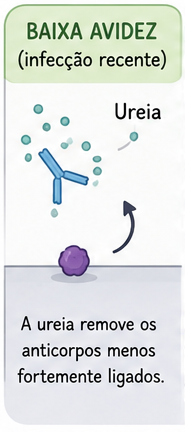 BAIXA AVIDEZ
(infecção recente)
Ureia
A ureia remove os
anticorpos menos
fortemente ligados.